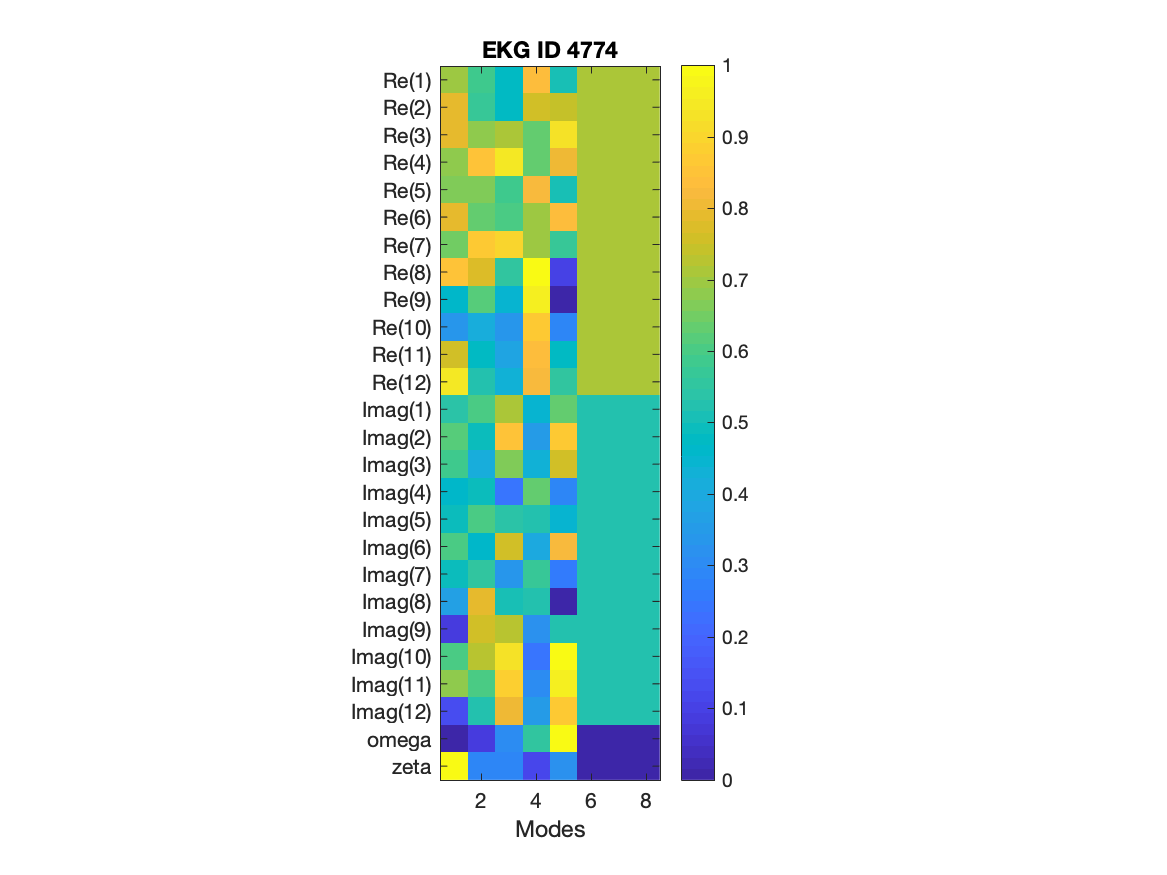 EKG ID 4774
Re(1)
Re(2)
Re(3)
Re(4)
Re(5)
Re(6)
Re(7)
Re(8)
Re(9)
Re(10)
Re(11)
Re(12)
Imag(1)
Imag(2)
Imag(3)
Imag(4)
Imag(5)
Imag(6)
Imag(7)
Imag(8)
Imag(9)
Imag(10)
Imag(11)
Imag(12)
omega
zeta
2 4 6 8
Modes
1
0.9
0.8
0.7
0.6
0.5
0.4
0.3
0.2
0.1
0